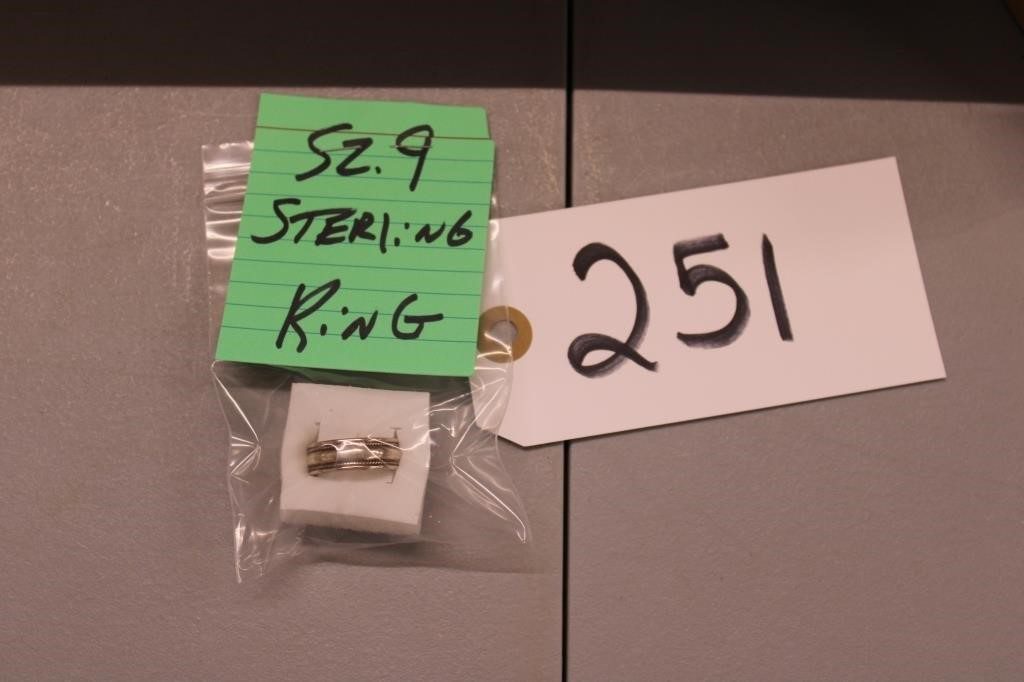 SZ. 9
STERLiNG
RiNG
251